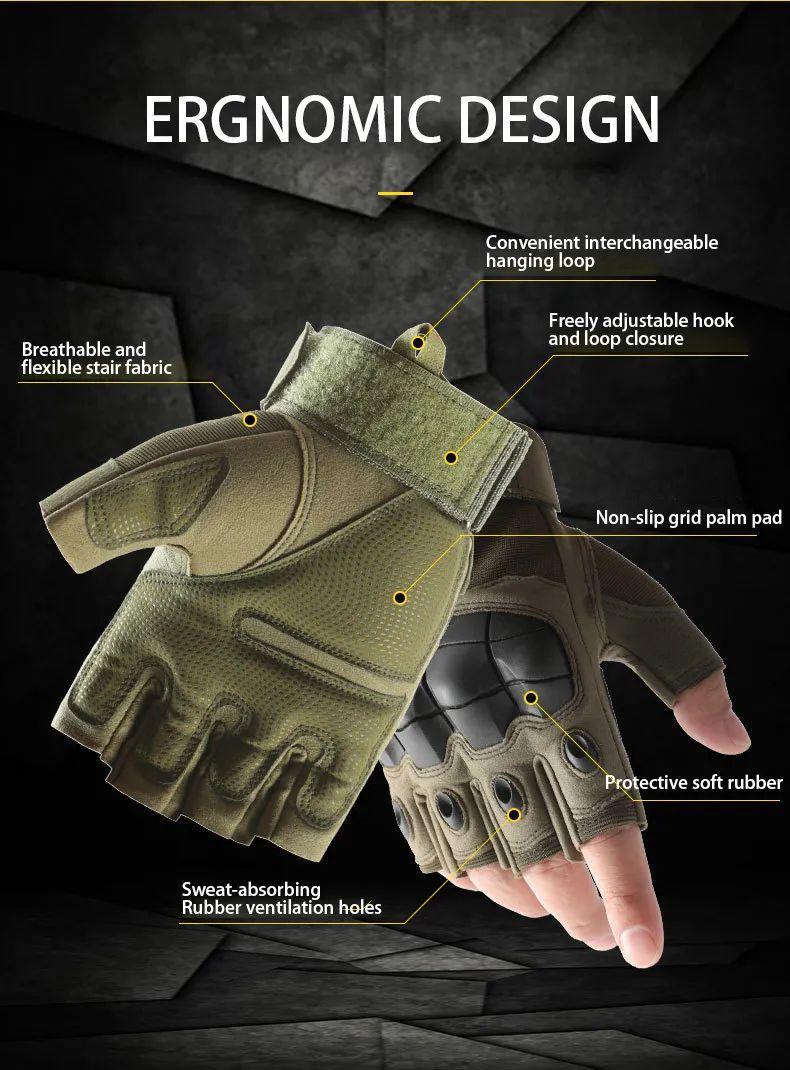 ERGNOMIC DESIGN
Convenient interchangeable
hanging loop
Freely adjustable hook
and loop closure
Breathable and
flexible stair fabric
Non-slip grid palm pad
Protective soft rubber
Sweat-absorbing
Rubber ventilation holes